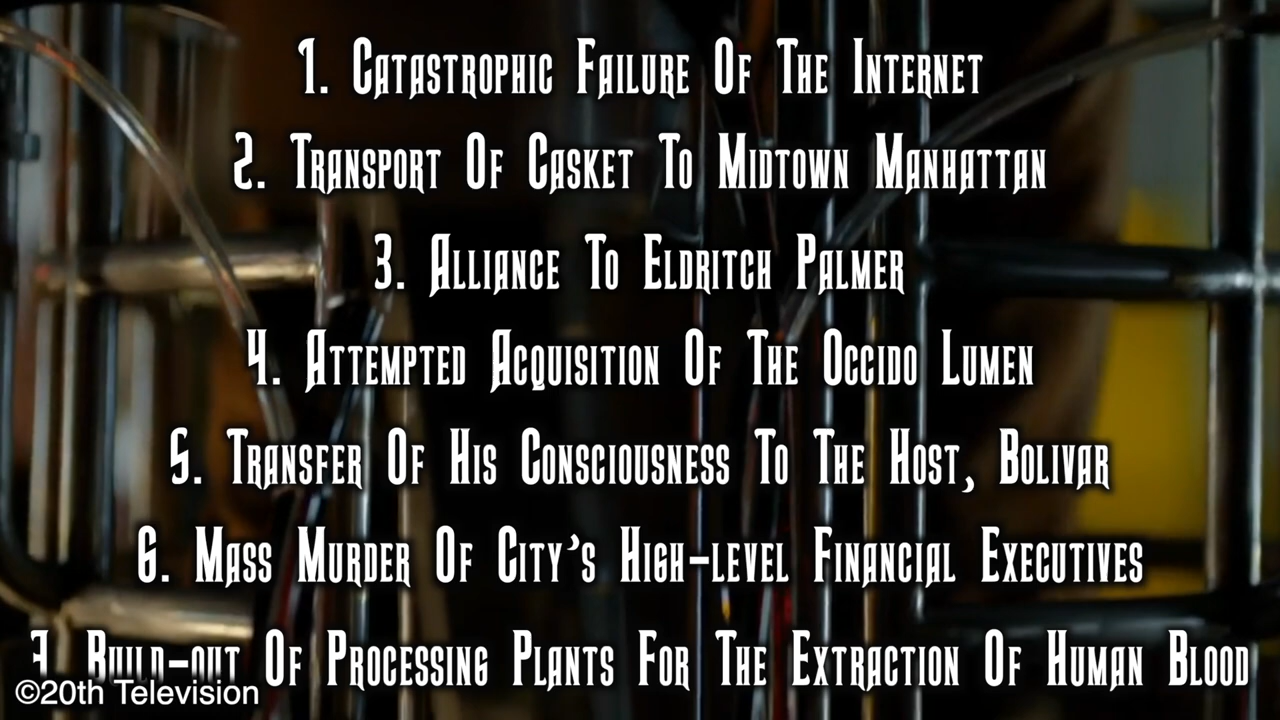 1. Catastrophic Failure Of The Internet
2. Transport Of Casket To Midtown Manhattan
3. Alliance To Eldritch Palmer
4. Attempted Acquisition Of The Occido Lumen
5. Transfer Of His Consciousness To The Host, Bolivar
6. Mass Murder Of City's High-level Financial Executives
7. Build-out Of Processing Plants For The Extraction Of Human Blood
©20th Television